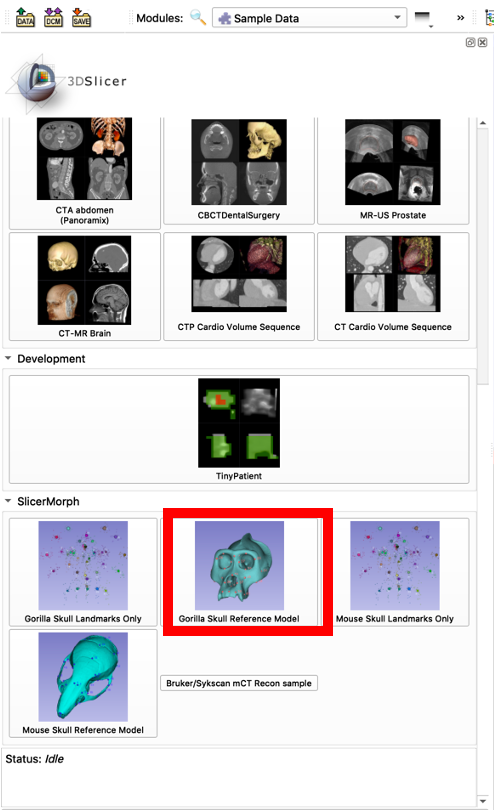 DATA DCM SAVE
Modules: Sample Data
»
3DSlicer
CTA abdomen
(Panoramix)
CBCTDentalSurgery
MR-US Prostate
CT-MR Brain
CTP Cardio Volume Sequence
CT Cardio Volume Sequence
Development
TinyPatient
SlicerMorph
Gorilla Skull Landmarks Only
Gorilla Skull Reference Model
Mouse Skull Landmarks Only
Mouse Skull Reference Model
Bruker/Sykscan mCT Recon sample
Status: Idle